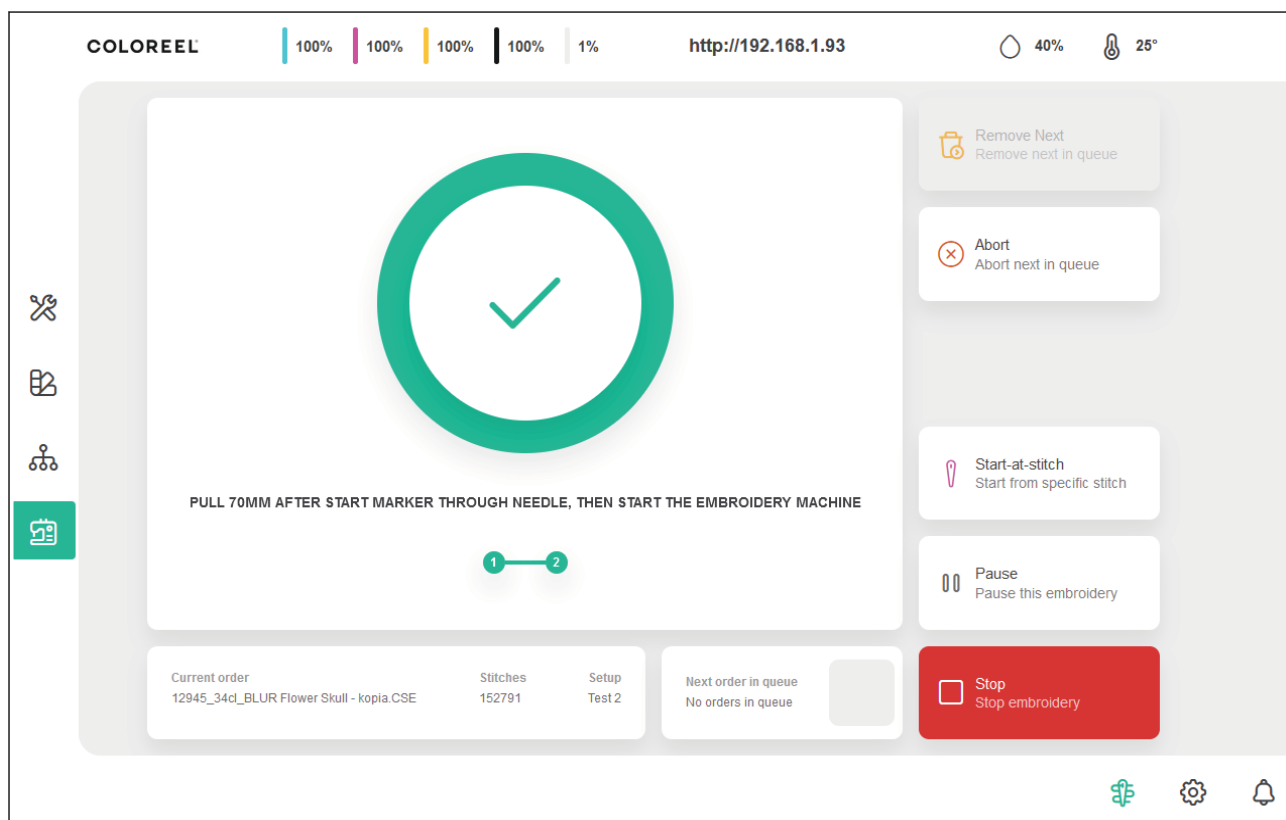 COLOREEL
100%
100%
100%
100%
1%
http://192.168.1.93
40%
25°
Remove Next
Remove next in queue
Abort
Abort next in queue
Start-at-stitch
Start from specific stitch
PULL 70MM AFTER START MARKER THROUGH NEEDLE, THEN START THE EMBROIDERY MACHINE
1
2
Pause
Pause this embroidery
Current order
12945_34cl_BLUR Flower Skull - kopia.CSE
Stitches
152791
Setup
Test 2
Next order in queue
No orders in queue
Stop
Stop embroidery